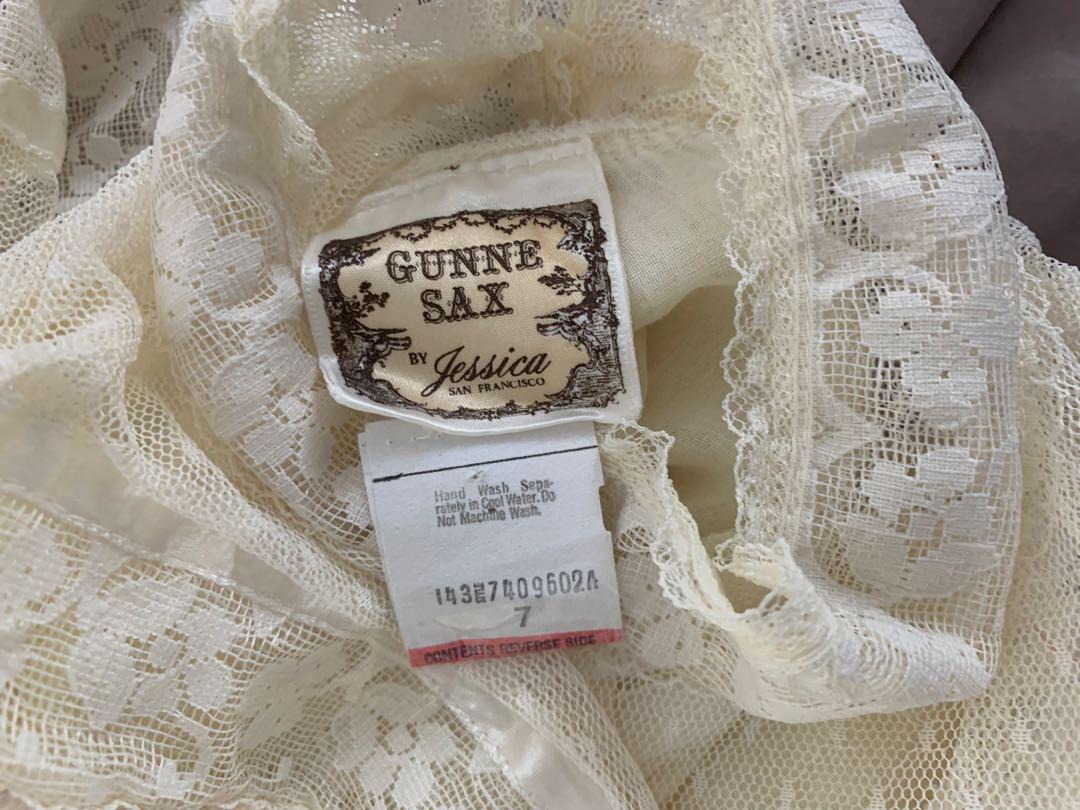 GUNNE
SAX
BY Jessica
SAN FRANCISCO
Hand Wash Sepa-
rately in Cool Water. Do
Not Machine Wash.
7
CONTENTS REVERSE SIDE